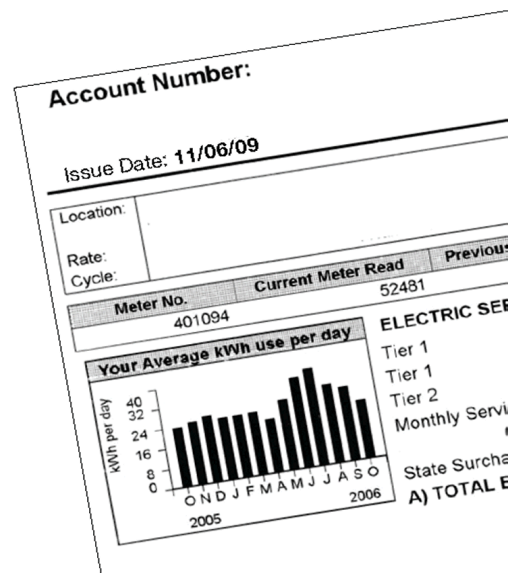 Account Number:
Issue Date: 11/06/09
Location:
Rate:
Cycle:
Meter No. Current Meter Read Previous
401094 52481
Your Average kWh use per day
kWh per day
40
32
24
16
8
0
O N D J F M A M J J A S O
2005 2006
ELECTRIC SER
Tier 1
Tier 1
Tier 2
Monthly Servi
State Surcha
A) TOTAL E